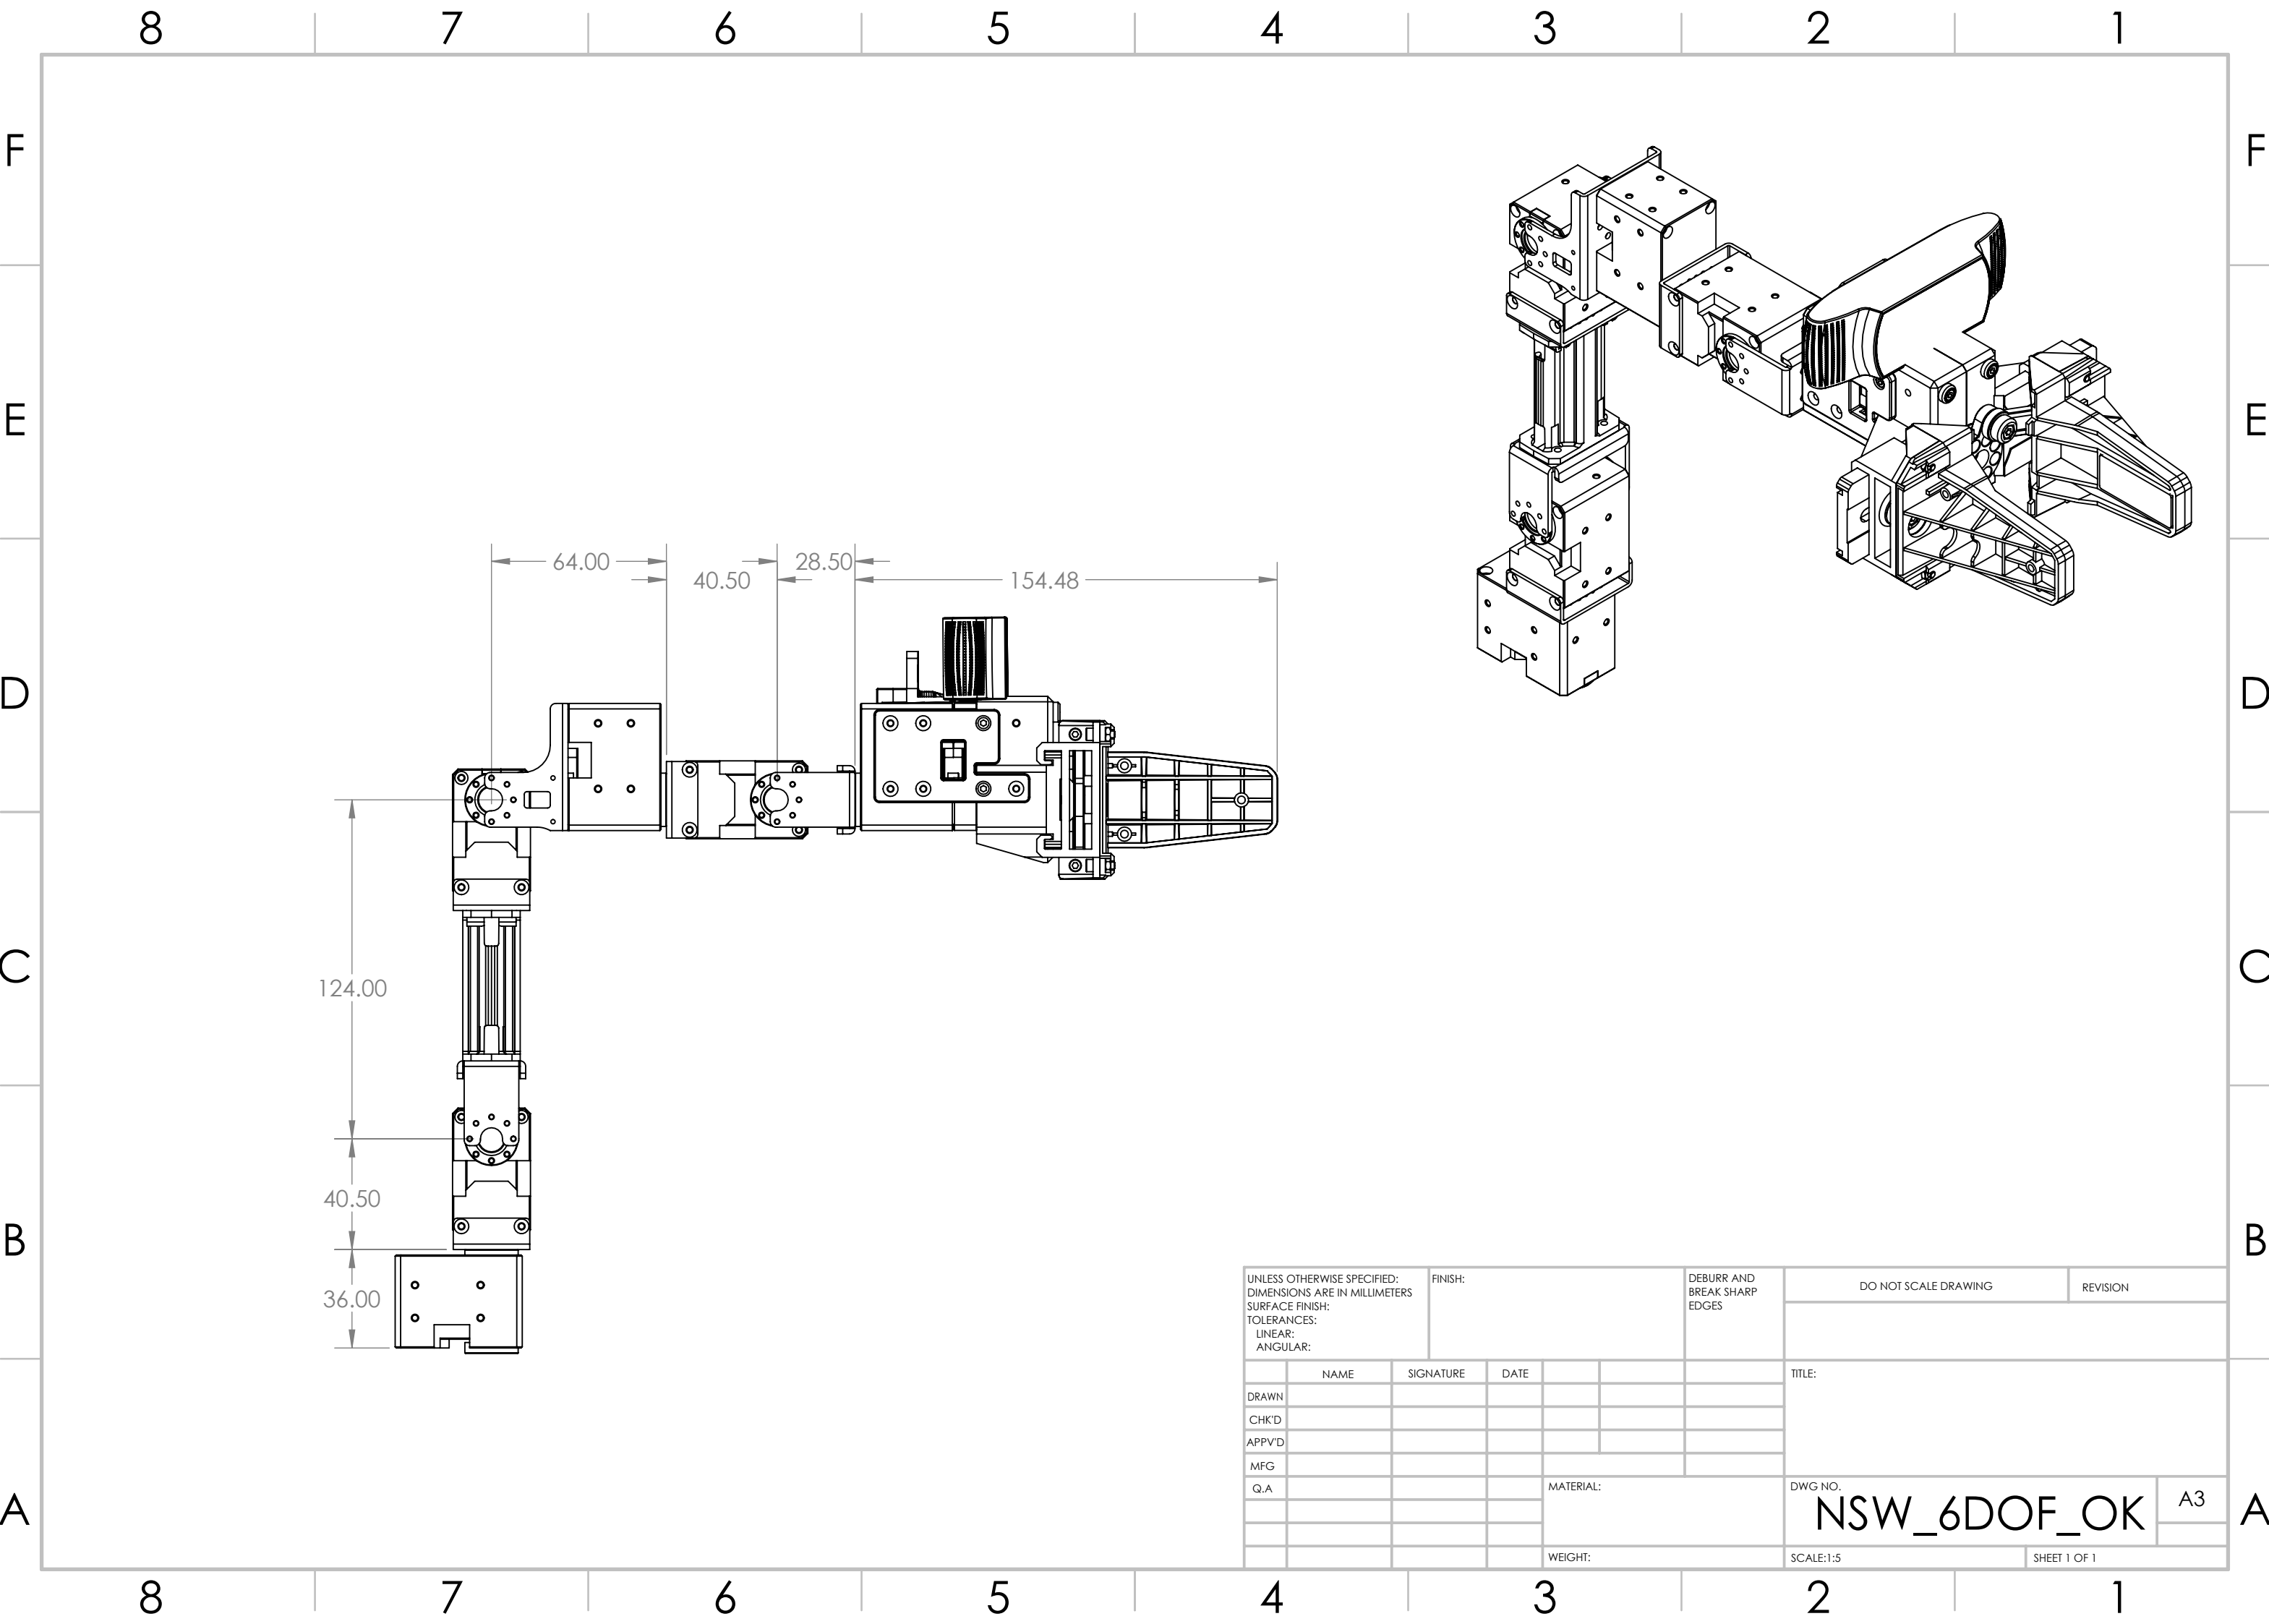 8 7 6 5 4 3 2 1
F F
E E
64.00 28.50
40.50 154.48
D D
C C
124.00
40.50
B B
36.00
UNLESS OTHERWISE SPECIFIED:
DIMENSIONS ARE IN MILLIMETERS
SURFACE FINISH:
TOLERANCES:
LINEAR:
ANGULAR:
FINISH:
DEBURR AND
BREAK SHARP
EDGES
DO NOT SCALE DRAWING
REVISION
NAME SIGNATURE DATE
TITLE:
DRAWN
CHK'D
APPV'D
MFG
Q.A
MATERIAL:
DWG NO.
NSW_6DOF_OK
A3
A A
WEIGHT:
SCALE:1:5
SHEET 1 OF 1
8 7 6 5 4 3 2 1